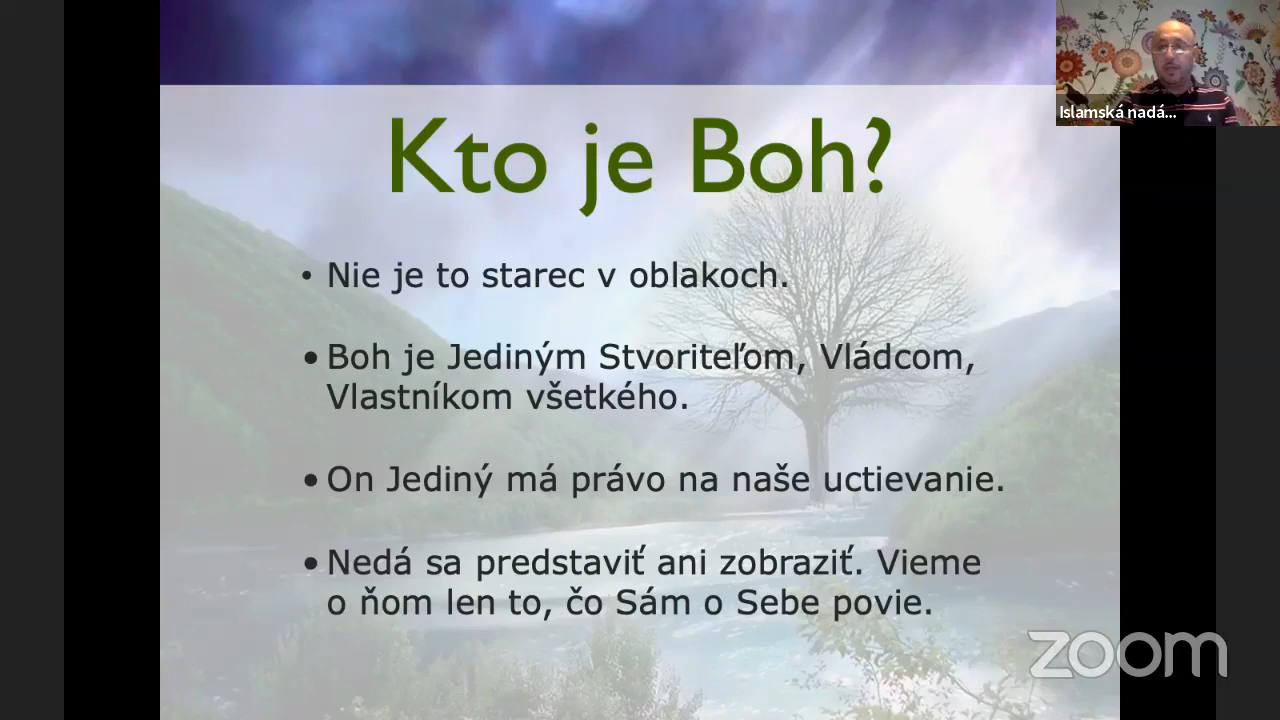 Islamská nadá...
Kto je Boh?
• Nie je to starec v oblakoch.
• Boh je Jediným Stvoriteľom, Vládcom,
Vlastníkom všetkého.
• On Jediný má právo na naše uctievanie.
• Nedá sa predstaviť ani zobraziť. Vieme
o ňom len to, čo Sám o Sebe povie.
zoom